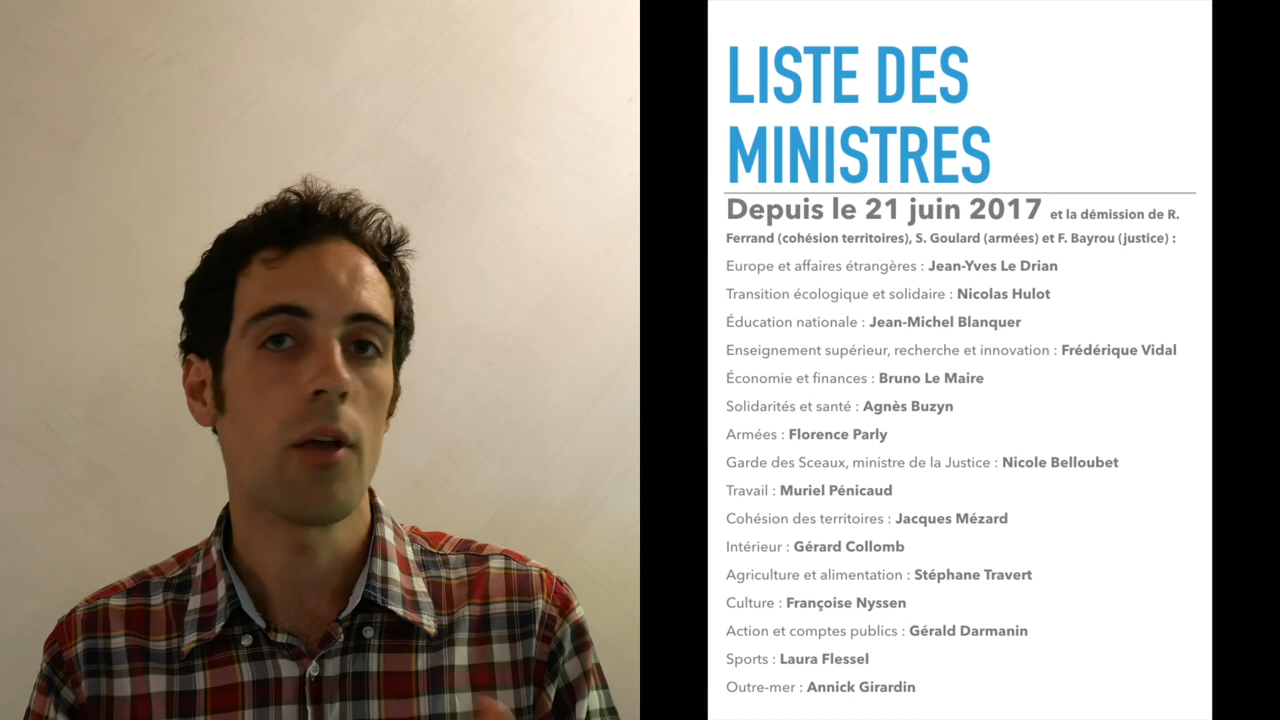 LISTE DES
MINISTRES
Depuis le 21 juin 2017 et la démission de R.
Ferrand (cohésion territoires), S. Goulard (armées) et F. Bayrou (justice) :
Europe et affaires étrangères : Jean-Yves Le Drian
Transition écologique et solidaire : Nicolas Hulot
Éducation nationale : Jean-Michel Blanquer
Enseignement supérieur, recherche et innovation : Frédérique Vidal
Économie et finances : Bruno Le Maire
Solidarités et santé : Agnès Buzyn
Armées : Florence Parly
Garde des Sceaux, ministre de la Justice : Nicole Belloubet
Travail : Muriel Pénicaud
Cohésion des territoires : Jacques Mézard
Intérieur : Gérard Collomb
Agriculture et alimentation : Stéphane Travert
Culture : Françoise Nyssen
Action et comptes publics : Gérald Darmanin
Sports : Laura Flessel
Outre-mer : Annick Girardin